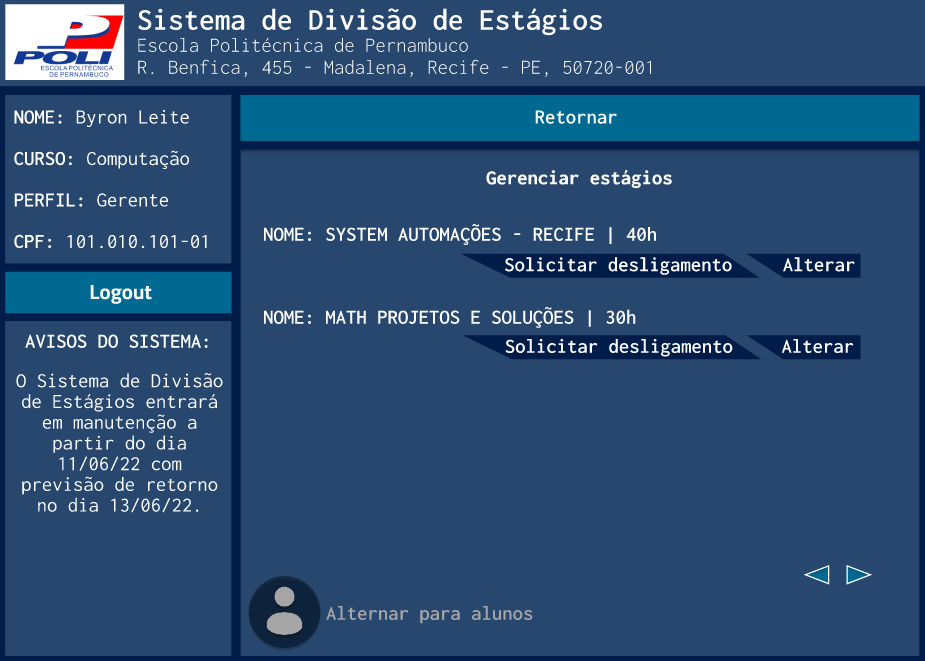 POLI
ESCOLA POLITÉCNICA
DE PERNAMBUCO
Sistema de Divisão de Estágios
Escola Politécnica de Pernambuco
R. Benfica, 455 - Madalena, Recife - PE, 50720-001
NOME: Byron Leite
CURSO: Computação
PERFIL: Gerente
CPF: 101.010.101-01
Logout
AVISOS DO SISTEMA:
O Sistema de Divisão
de Estágios entrará
em manutenção a
partir do dia
11/06/22 com
previsão de retorno
no dia 13/06/22.
Retornar
Gerenciar estágios
NOME: SYSTEM AUTOMAÇÕES - RECIFE | 40h
Solicitar desligamento Alterar
NOME: MATH PROJETOS E SOLUÇÕES | 30h
Solicitar desligamento Alterar
Alternar para alunos